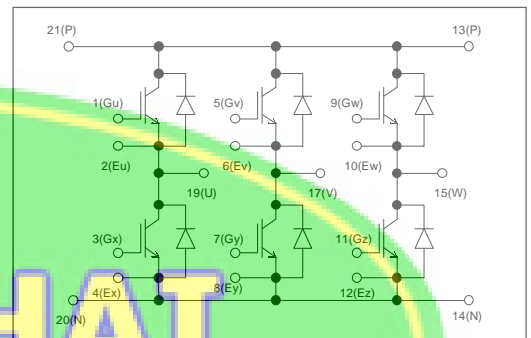 21(P) 13(P)
1(Gu) 5(Gv) 9(Gw)
2(Eu) 6(Ev) 10(Ew)
19(U) 17(V) 15(W)
3(Gx) 7(Gy) 11(Gz)
4(Ex) 8(Ey) 12(Ez)
20(N) 14(N)
HAI